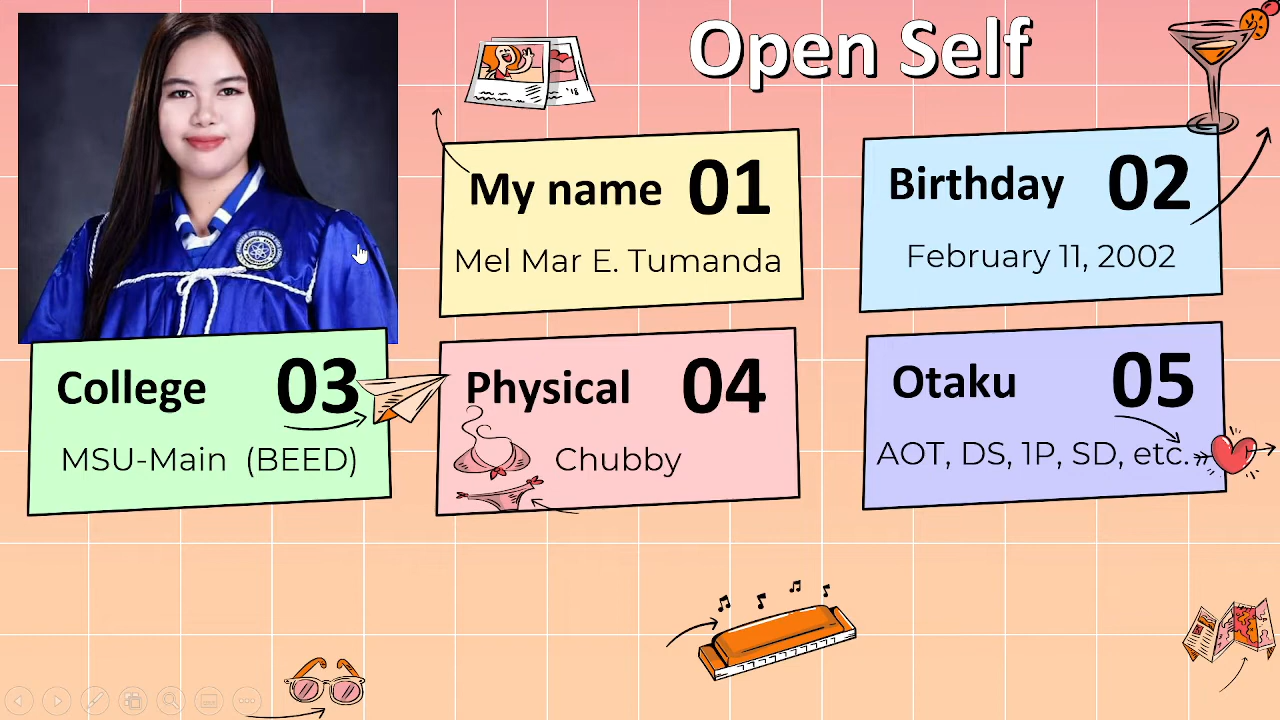 Open Self
My name 01
Mel Mar E. Tumanda
Birthday 02
February 11, 2002
College 03
MSU-Main (BEED)
Physical 04
Chubby
Otaku 05
AOT, DS, 1P, SD, etc.
'18